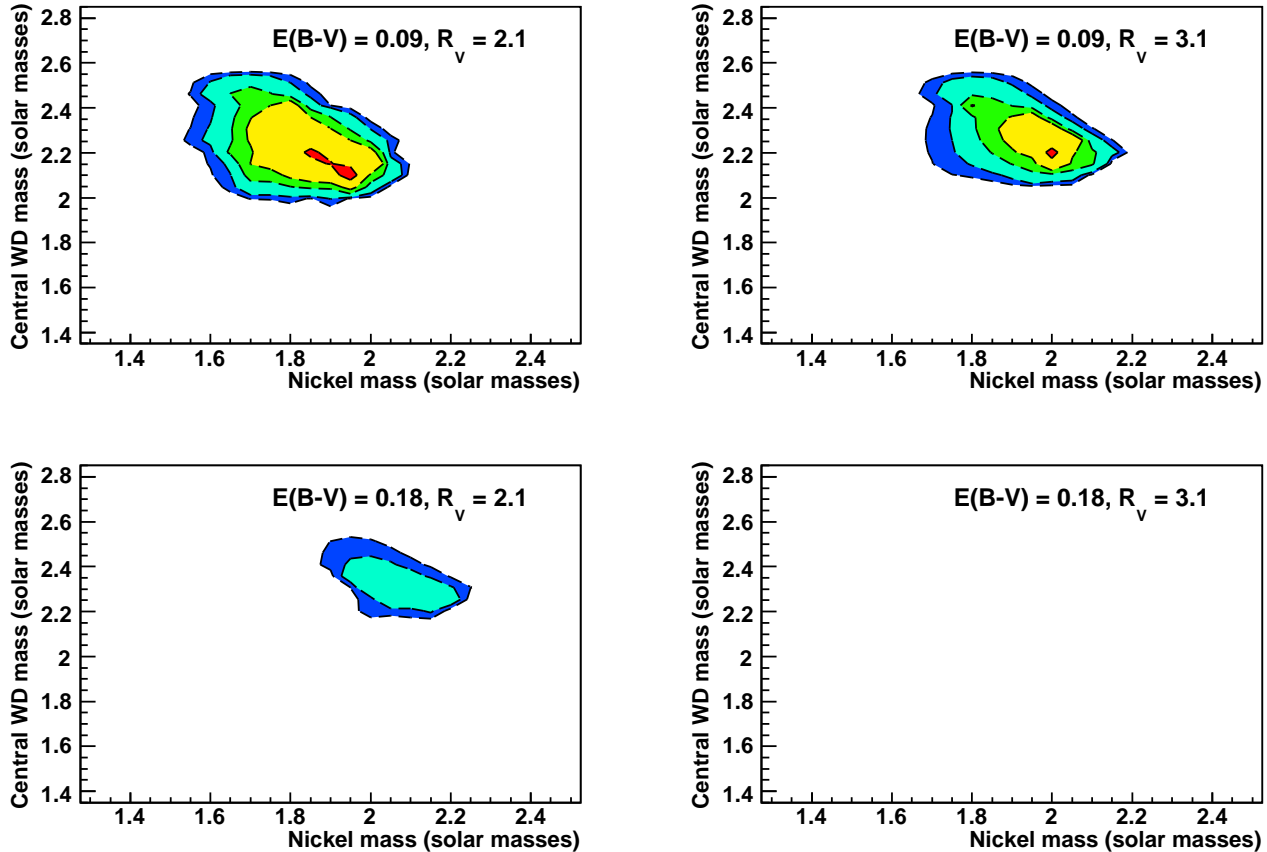 E(B-V) = 0.09, R_V = 2.1
Central WD mass (solar masses)
2.8
2.6
2.4
2.2
2
1.8
1.6
1.4
1.4 1.6 1.8 2 2.2 2.4
Nickel mass (solar masses)
E(B-V) = 0.09, R_V = 3.1
Central WD mass (solar masses)
2.8
2.6
2.4
2.2
2
1.8
1.6
1.4
1.4 1.6 1.8 2 2.2 2.4
Nickel mass (solar masses)
E(B-V) = 0.18, R_V = 2.1
Central WD mass (solar masses)
2.8
2.6
2.4
2.2
2
1.8
1.6
1.4
1.4 1.6 1.8 2 2.2 2.4
Nickel mass (solar masses)
E(B-V) = 0.18, R_V = 3.1
Central WD mass (solar masses)
2.8
2.6
2.4
2.2
2
1.8
1.6
1.4
1.4 1.6 1.8 2 2.2 2.4
Nickel mass (solar masses)